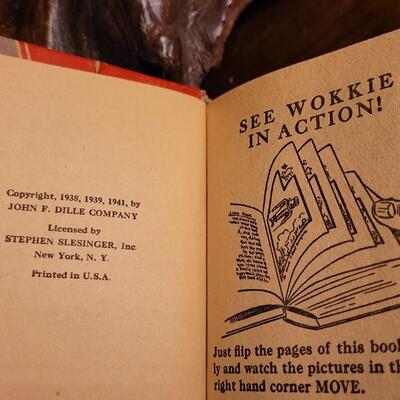 Copyright, 1938, 1939, 1941, by
JOHN F. DILLE COMPANY
Licensed by
STEPHEN SLESINGER, Inc.
New York, N. Y.
Printed in U.S.A.
SEE WOKKIE
IN ACTION!
Just flip the pages of this book
ly and watch the pictures in th
right hand corner MOVE.